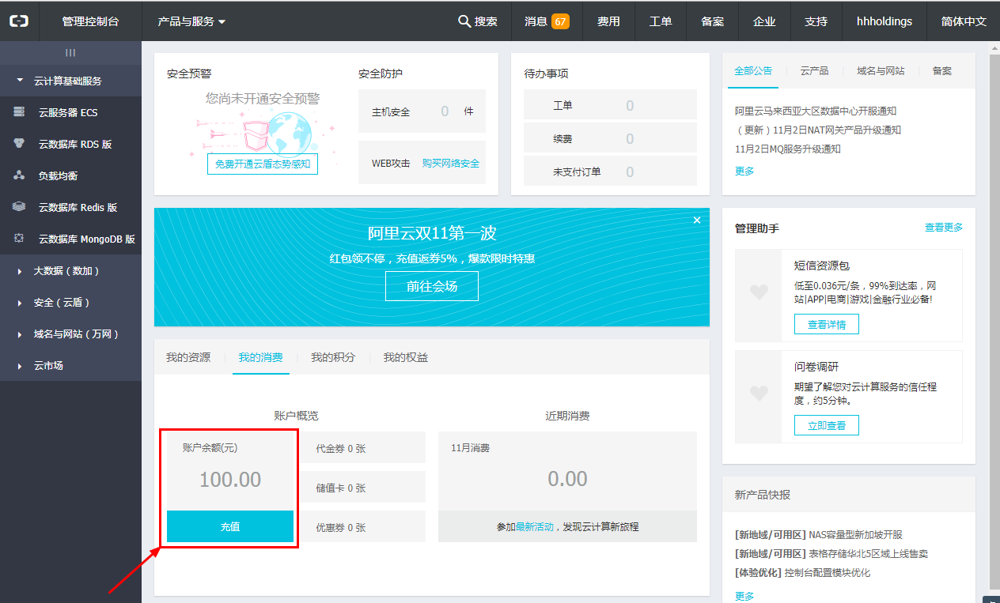 管理控制台
产品与服务
搜索
消息 67
费用
工单
备案
企业
支持
hhholdings
简体中文
云计算基础服务
云服务器 ECS
云数据库 RDS 版
负载均衡
云数据库 Redis 版
云数据库 MongoDB 版
大数据（数加）
安全（云盾）
域名与网站（万网）
云市场
安全预警
您尚未开通安全预警
免费开通云盾态势感知
安全防护
主机安全 0 件
WEB攻击 购买网络安全
待办事项
工单 0
续费 0
未支付订单 0
全部公告
云产品
域名与网站
备案
阿里云马来西亚大区数据中心开服通知
（更新）11月2日NAT网关产品升级通知
11月2日MQ服务升级通知
更多
阿里云双11第一波
红包领不停，充值返券5%，爆款限时特惠
前往会场
管理助手
查看更多
短信资源包
低至0.036元/条，99%到达率，网
站|APP|电商|游戏|金融行业必备!
查看详情
问卷调研
期望了解您对云计算服务的信任程
度，约5分钟。
立即查看
我的资源
我的消费
我的积分
我的权益
账户概览
账户余额(元)
100.00
充值
代金券 0 张
储值卡 0 张
优惠券 0 张
近期消费
11月消费
0.00
参加最新活动，发现云计算新旅程
新产品快报
[新地域/可用区] NAS容量型新加坡开服
[新地域/可用区] 表格存储华北5区域上线售卖
[体验优化] 控制台配置模块优化
更多